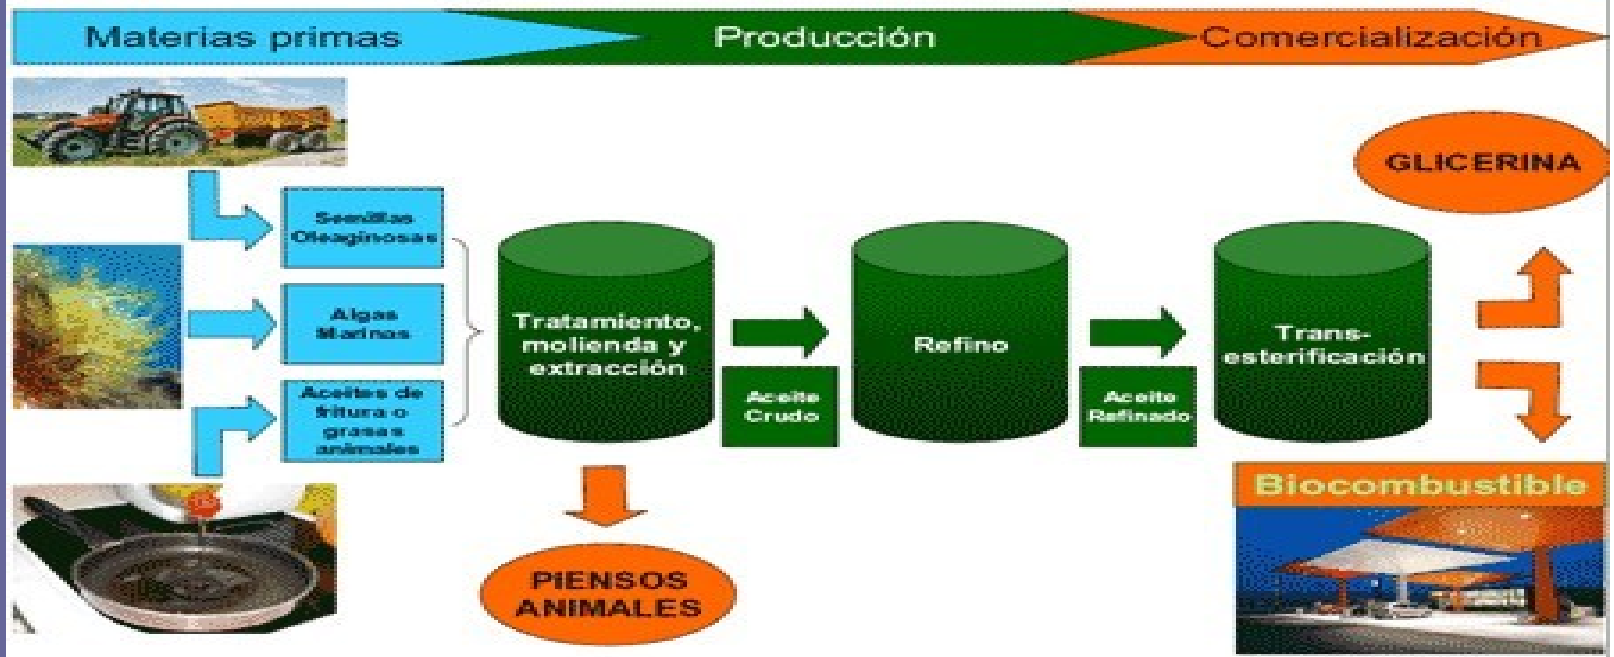 Materias primas
Producción
Comercialización
GLICERINA
Semillas
Oleaginosas
Algas
Marinas
Aceites de
fritura o
grasas
animales
Tratamiento,
molienda y
extracción
Aceite
Crudo
Refino
Aceite
Refinado
Trans-
esterificación
PIENSOS
ANIMALES
Biocombustible